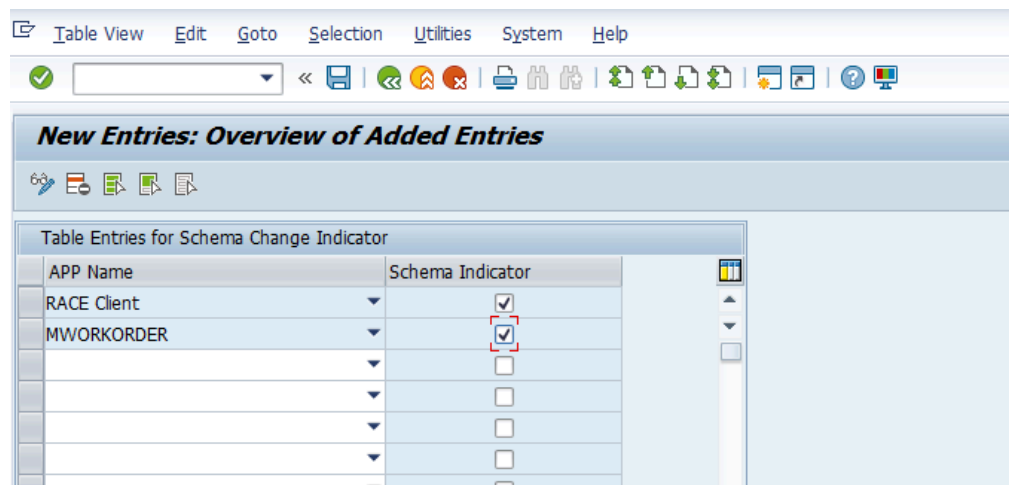 Table View Edit Goto Selection Utilities System Help
New Entries: Overview of Added Entries
Table Entries for Schema Change Indicator
APP Name Schema Indicator
RACE Client
MWORKORDER